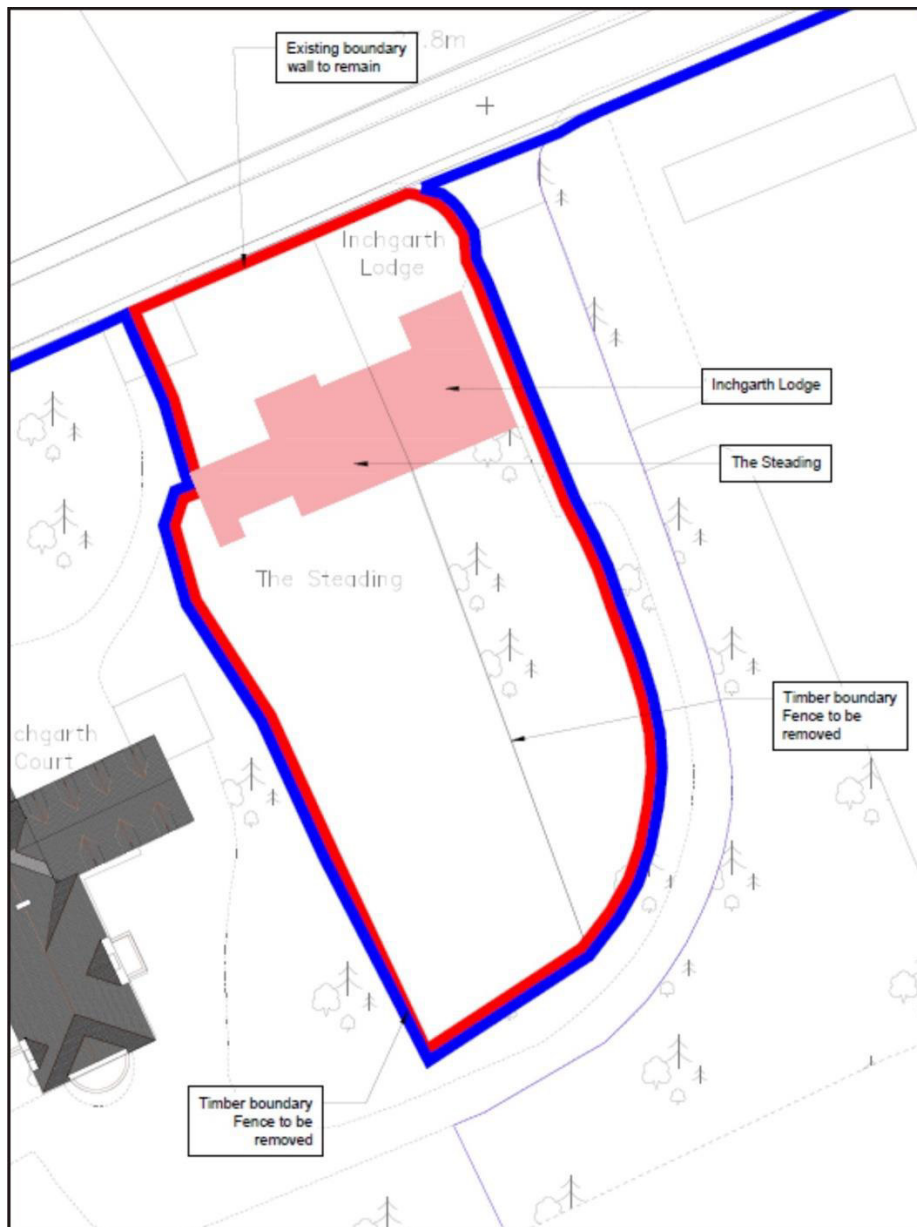 Existing boundary
wall to remain
.8m
Inchgarth
Lodge
Inchgarth Lodge
The Steading
The Steading
Timber boundary
Fence to be
removed
chgarth
Court
Timber boundary
Fence to be
removed